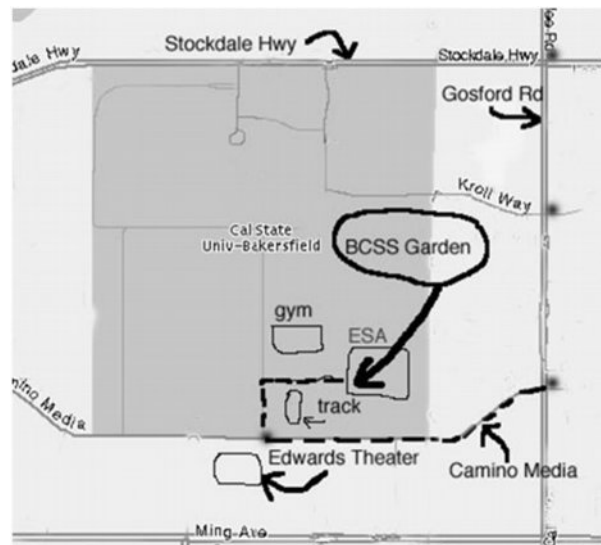 Stockdale Hwy
dale Hwy
Stockdale Hwy
Gosford Rd
Kroll Way
Cal State
Univ-Bakersfield
BCSS Garden
gym
ESA
track
mino Media
Edwards Theater
Camino Media
Ming Ave